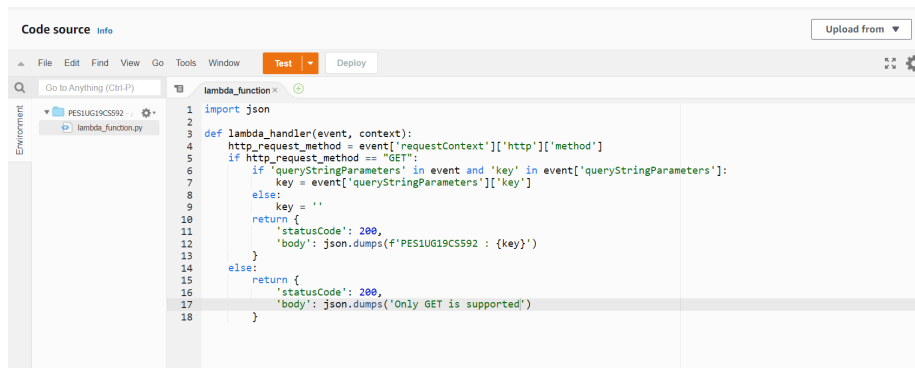 Code source Info
Upload from ▼
File Edit Find View Go Tools Window Test Deploy
Go to Anything (Ctrl-P)
lambda_function ×
Environment
PES1UG19CS592 -
lambda_function.py
1 import json
2
3 def lambda_handler(event, context):
4     http_request_method = event['requestContext']['http']['method']
5     if http_request_method == "GET":
6         if 'queryStringParameters' in event and 'key' in event['queryStringParameters']:
7             key = event['queryStringParameters']['key']
8         else:
9             key = ''
10         return {
11             'statusCode': 200,
12             'body': json.dumps(f'PES1UG19CS592 : {key}')
13         }
14     else:
15         return {
16             'statusCode': 200,
17             'body': json.dumps('Only GET is supported')
18         }